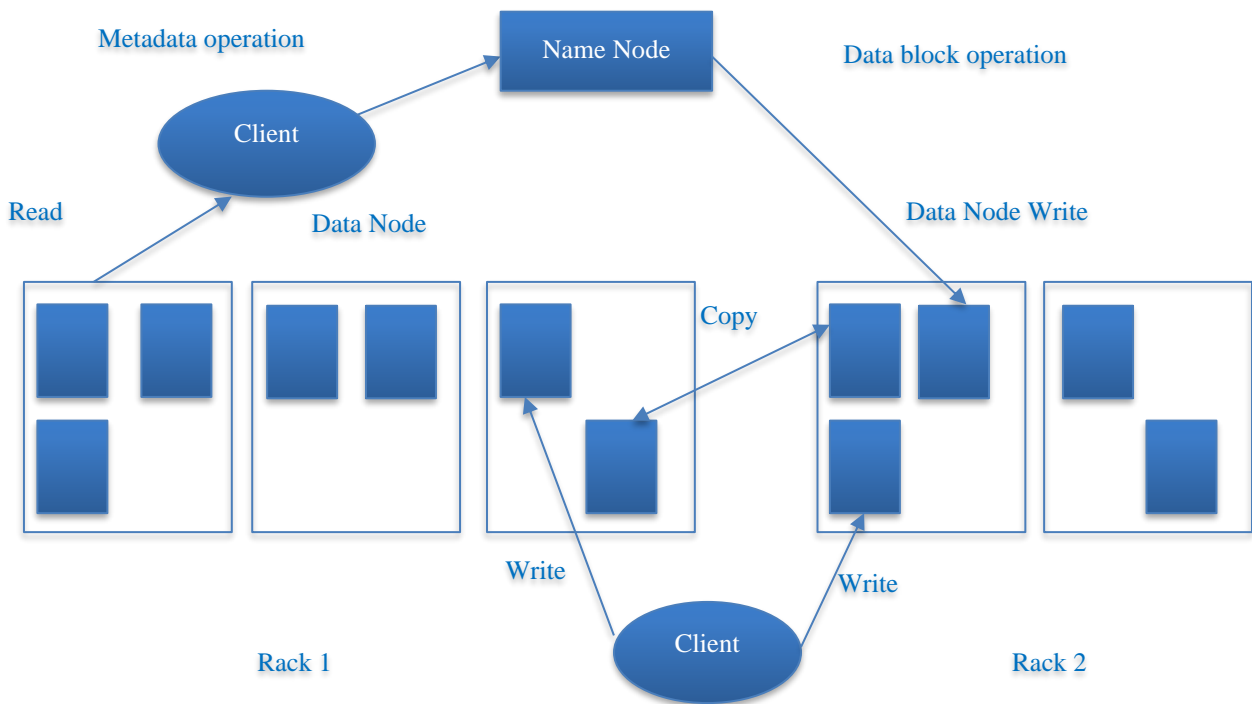 Metadata operation
Name Node
Data block operation
Client
Read
Data Node
Data Node Write
Copy
Write
Write
Client
Rack 1
Rack 2